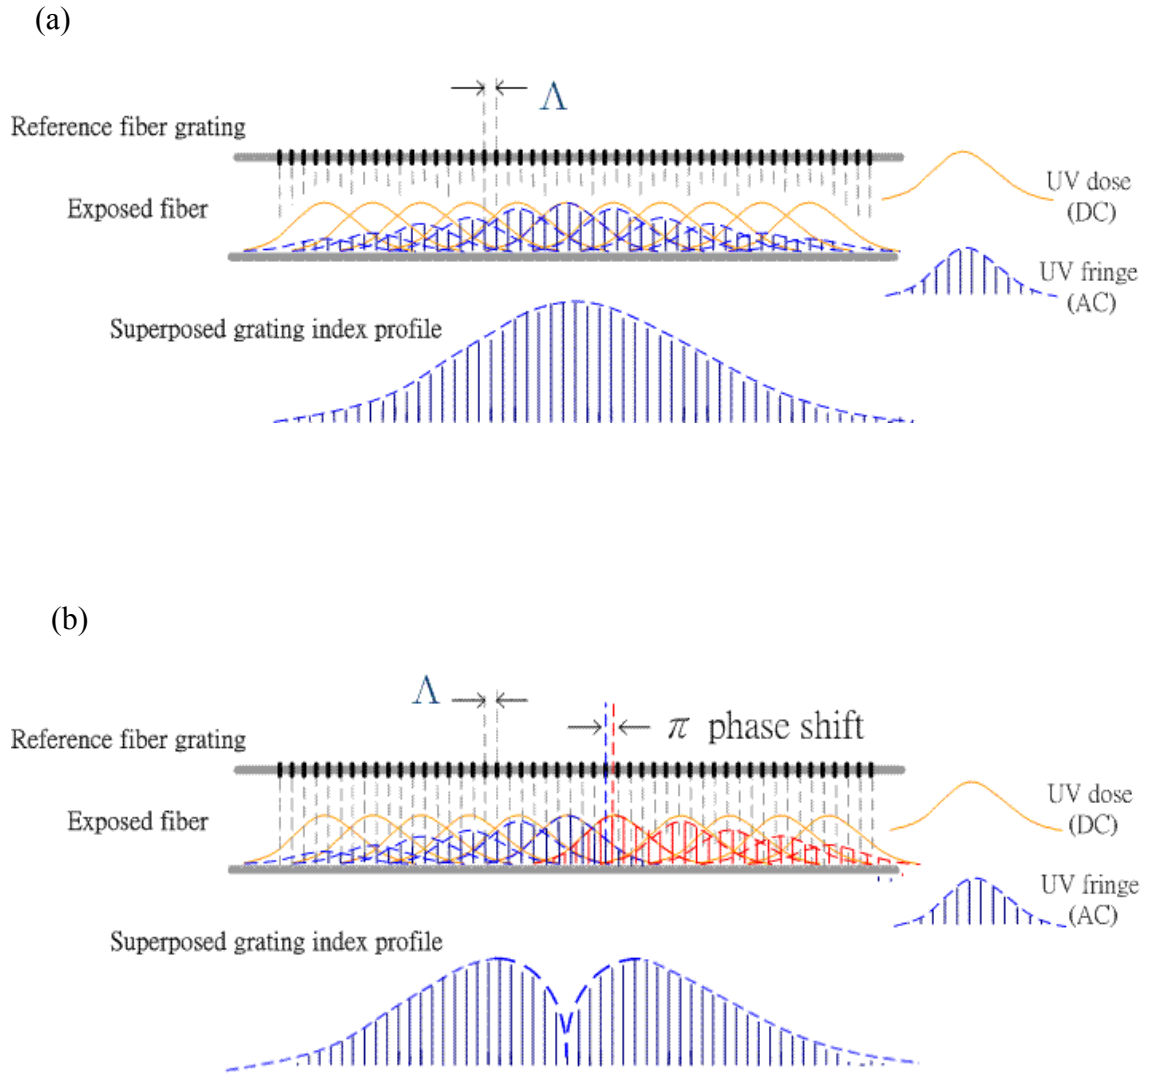 (a)
Λ
Reference fiber grating
UV dose
(DC)
Exposed fiber
UV fringe
(AC)
Superposed grating index profile
(b)
Λ
π phase shift
Reference fiber grating
UV dose
(DC)
Exposed fiber
UV fringe
(AC)
Superposed grating index profile